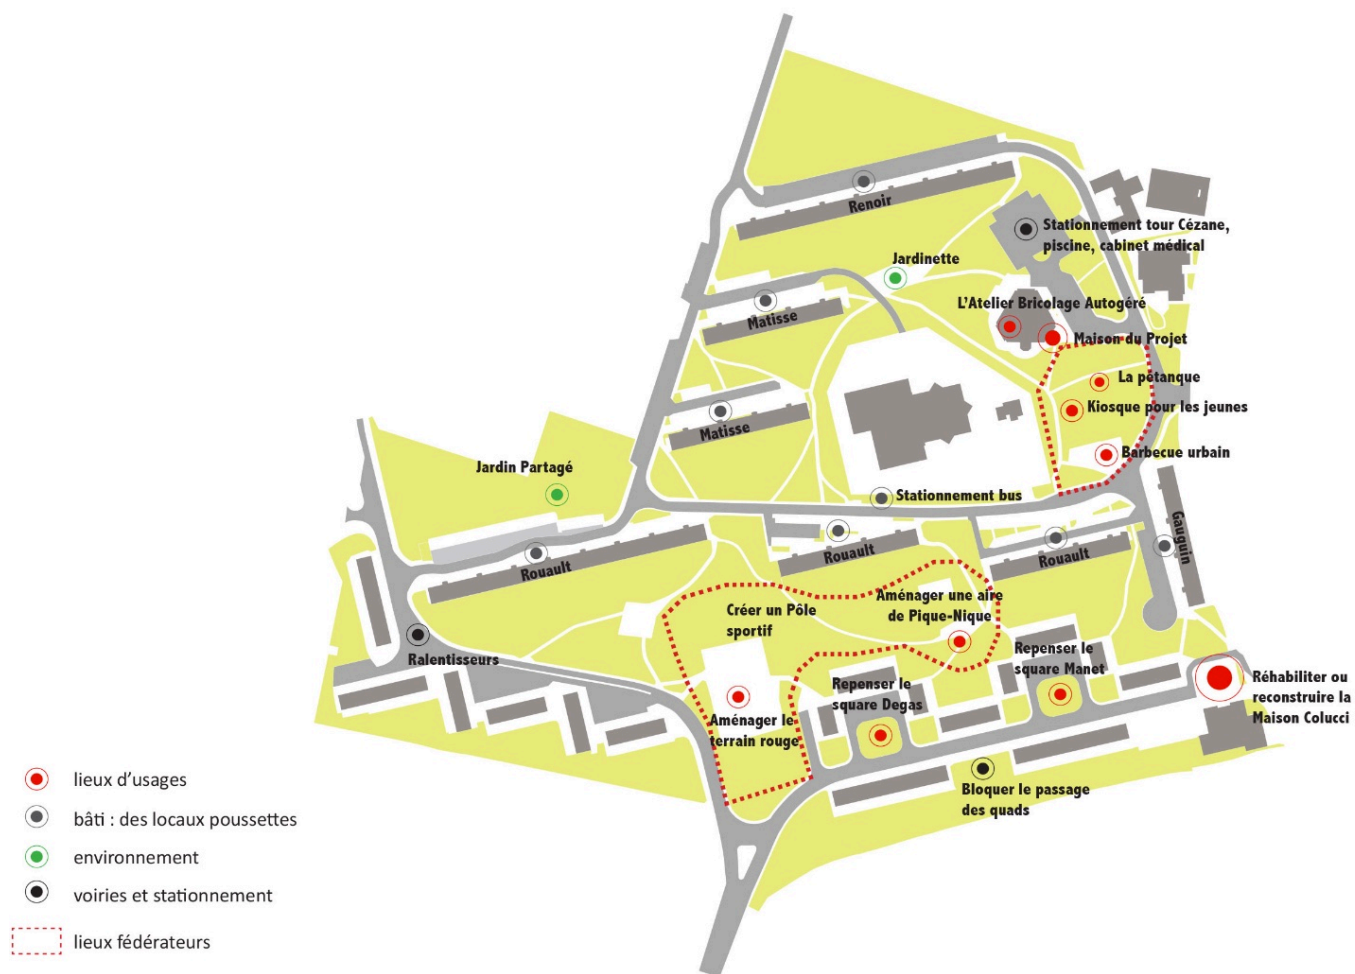 Renoir
Stationnement tour Cézane,
piscine, cabinet médical
Jardinette
L'Atelier Bricolage Autogéré
Matisse
Maison du Projet
La pétanque
Kiosque pour les jeunes
Matisse
Barbecue urbain
Jardin Partagé
Stationnement bus
Gauguin
Rouault
Rouault
Rouault
Créer un Pôle
sportif
Aménager une aire
de Pique-Nique
Ralentisseurs
Repenser le
square Manet
Réhabiliter ou
reconstruire la
Maison Colucci
Repenser le
square Degas
Aménager le
terrain rouge
Bloquer le passage
des quads
lieux d'usages
bâti : des locaux poussettes
environnement
voiries et stationnement
lieux fédérateurs